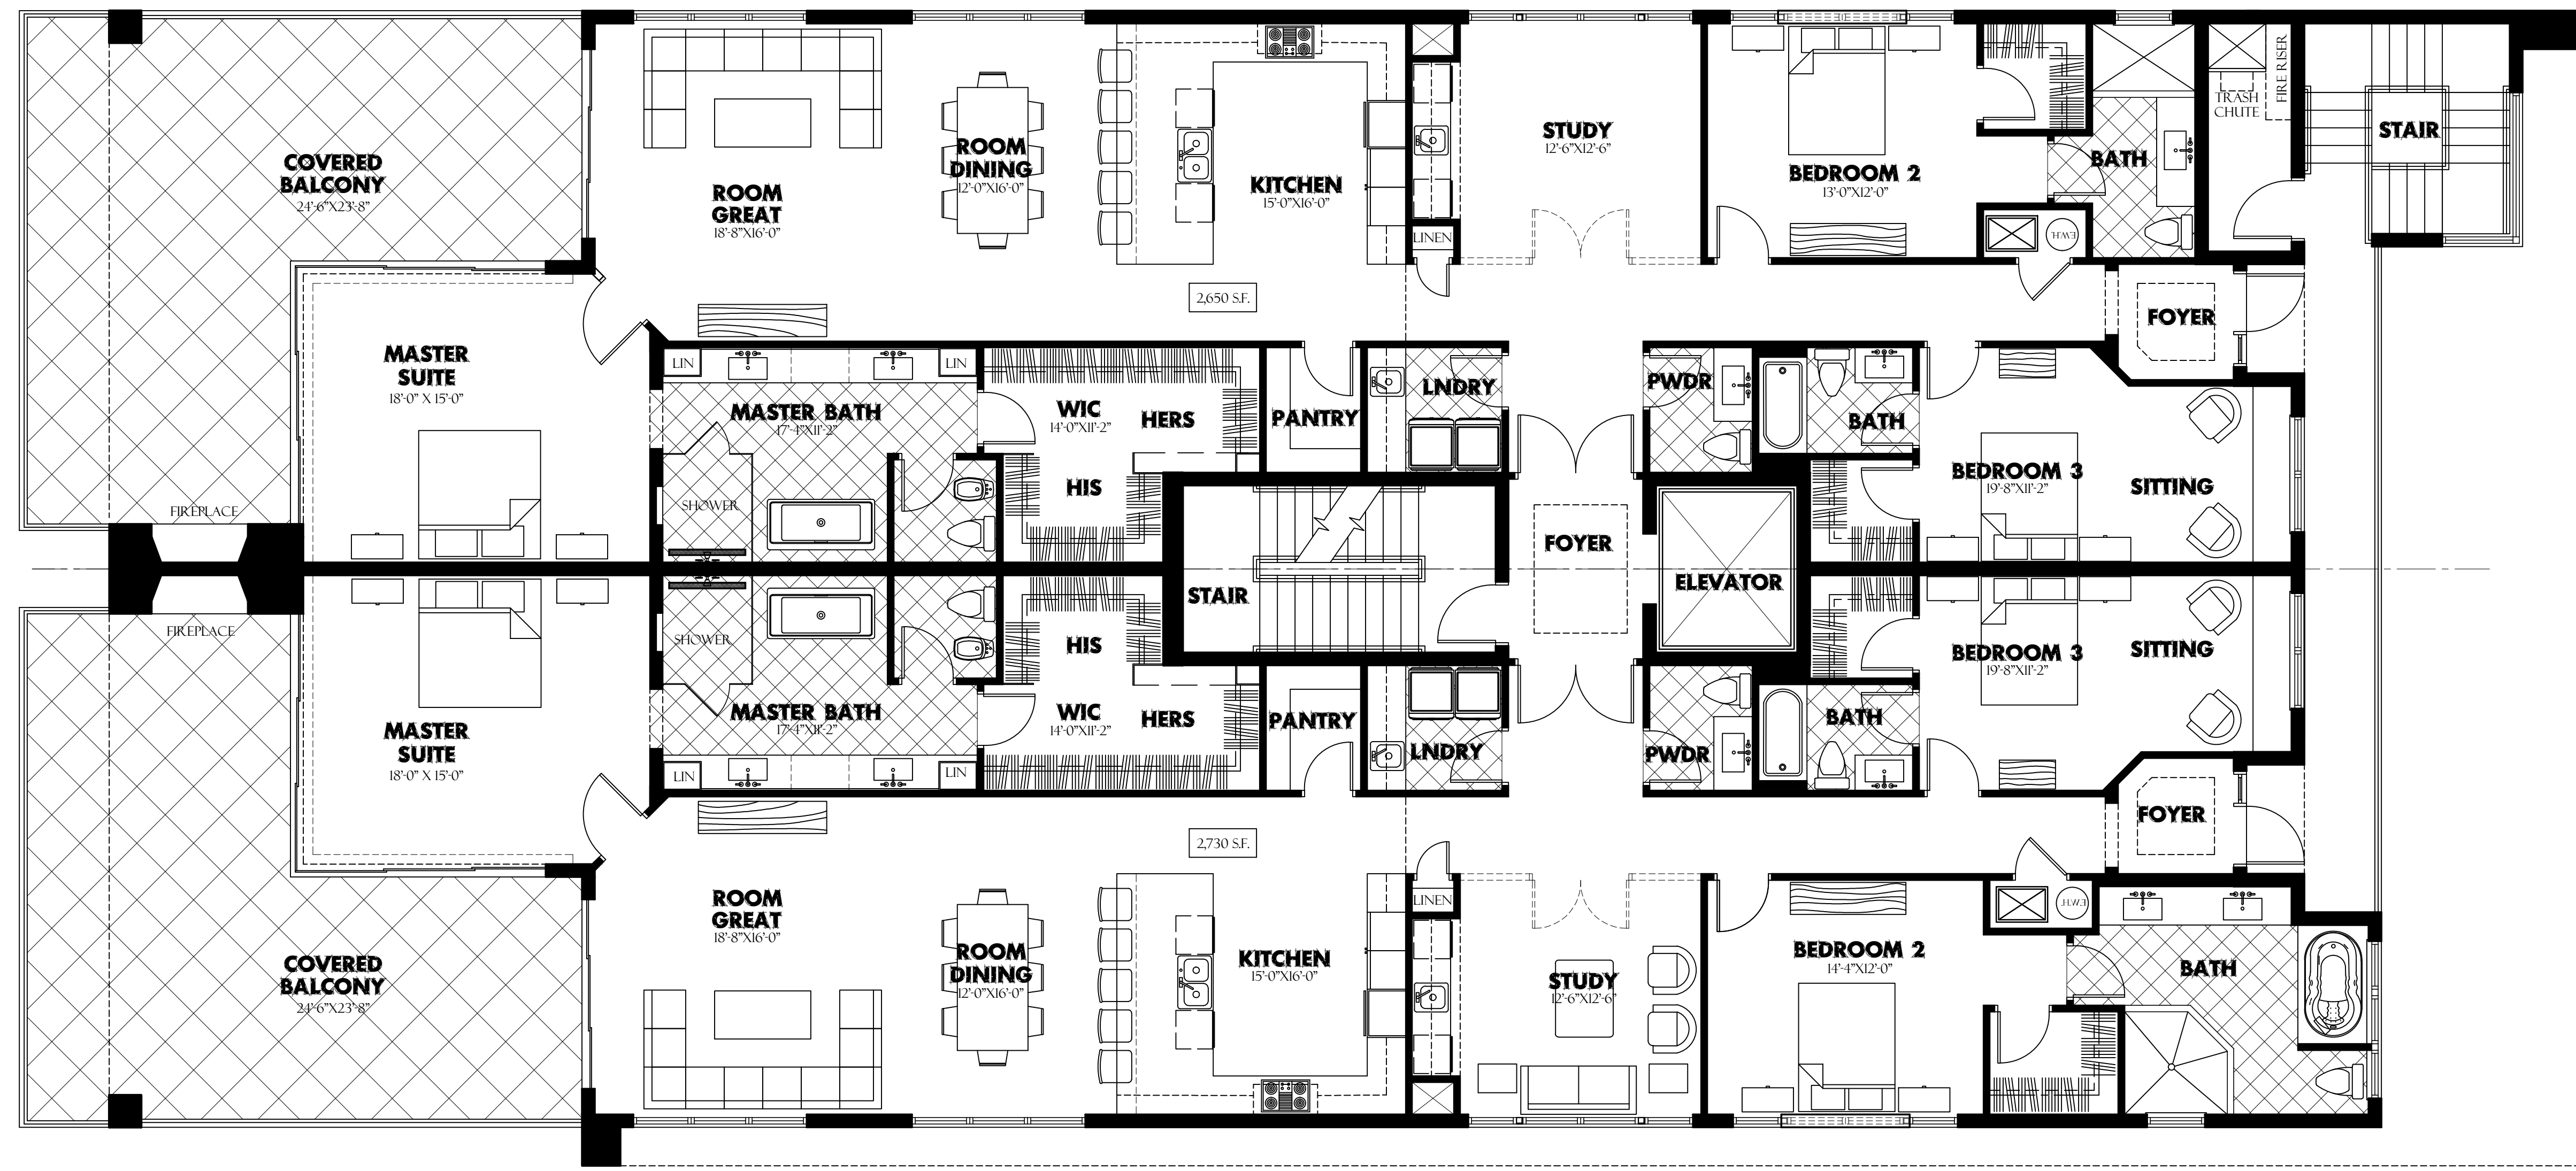 COVERED
BALCONY
24'-6"X23'-8"
ROOM
GREAT
18'-8"X16'-0"
ROOM
DINING
12'-0"X16'-0"
KITCHEN
15'-0"X16'-0"
LINEN
STUDY
12'-6"X12'-6"
BEDROOM 2
13'-0"X12'-0"
BATH
E.W.H.
TRASH
CHUTE
FIRE RISER
STAIR
2,650 S.F.
FOYER
MASTER
SUITE
18'-0" X 15'-0"
LIN
LIN
MASTER BATH
17'-4"X11'-2"
SHOWER
WIC
14'-0"X11'-2"
HERS
HIS
PANTRY
LNDRY
PWDR
BATH
BEDROOM 3
19'-8"X11'-2"
SITTING
FIREPLACE
STAIR
FOYER
ELEVATOR
FIREPLACE
SHOWER
HIS
BEDROOM 3
19'-8"X11'-2"
SITTING
MASTER
SUITE
18'-0" X 15'-0"
MASTER BATH
17'-4"X11'-2"
LIN
LIN
WIC
14'-0"X11'-2"
HERS
PANTRY
LNDRY
PWDR
BATH
FOYER
2,730 S.F.
COVERED
BALCONY
24'-6"X23'-8"
ROOM
GREAT
18'-8"X16'-0"
ROOM
DINING
12'-0"X16'-0"
KITCHEN
15'-0"X16'-0"
LINEN
STUDY
12'-6"X12'-6"
BEDROOM 2
14'-4"X12'-0"
E.W.H.
BATH